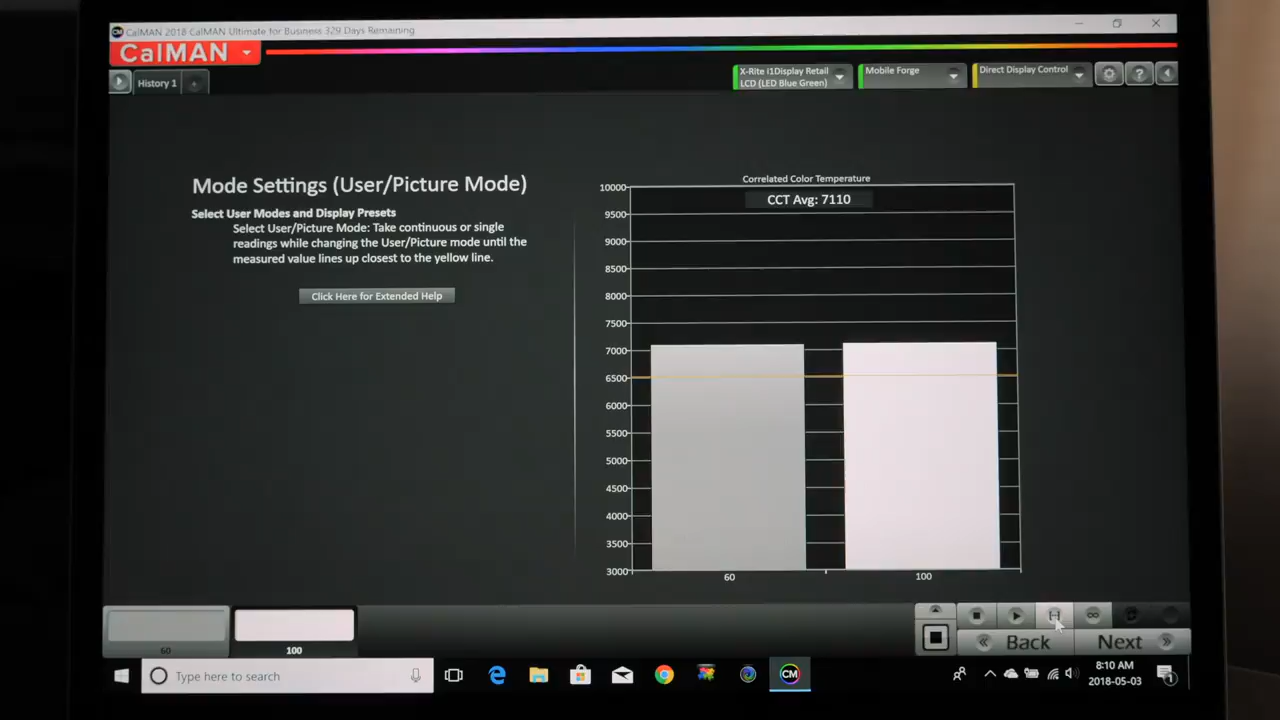 CalMAN 2018 CalMAN Ultimate for Business 329 Days Remaining
CalMAN
History 1
X-Rite i1Display Retail
LCD (LED Blue Green)
Mobile Forge
Direct Display Control
?
Mode Settings (User/Picture Mode)
Select User Modes and Display Presets
Select User/Picture Mode: Take continuous or single
readings while changing the User/Picture mode until the
measured value lines up closest to the yellow line.
Click Here for Extended Help
Correlated Color Temperature
CCT Avg: 7110
10000
9500
9000
8500
8000
7500
7000
6500
6000
5500
5000
4500
4000
3500
3000
60
100
60
100
Back
Next
Type here to search
CM
8:10 AM
2018-05-03
1